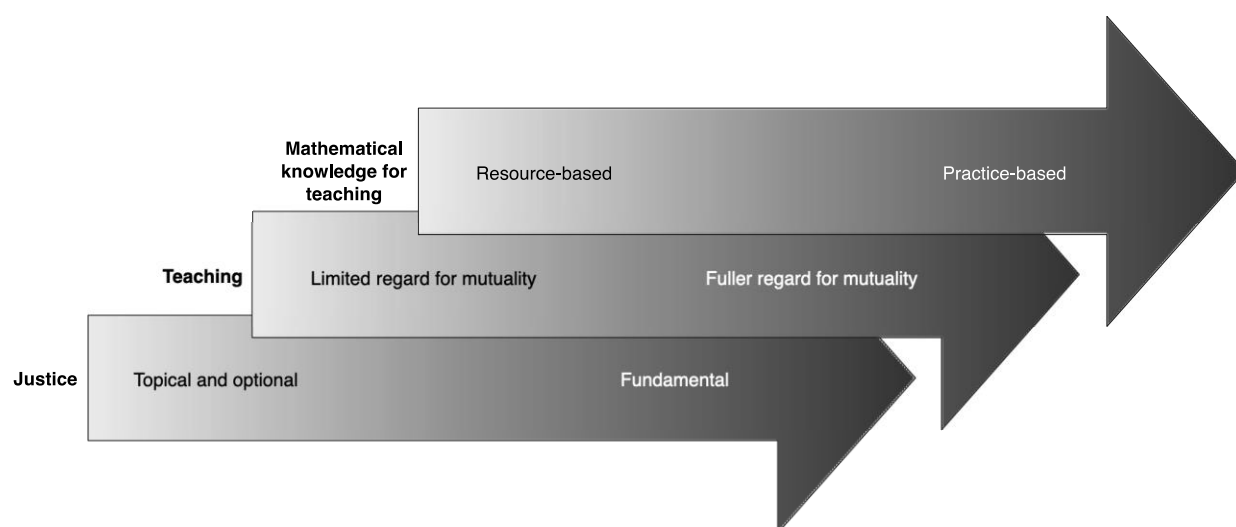 Mathematical
knowledge for
teaching
Resource-based
Practice-based
Teaching
Limited regard for mutuality
Fuller regard for mutuality
Justice
Topical and optional
Fundamental